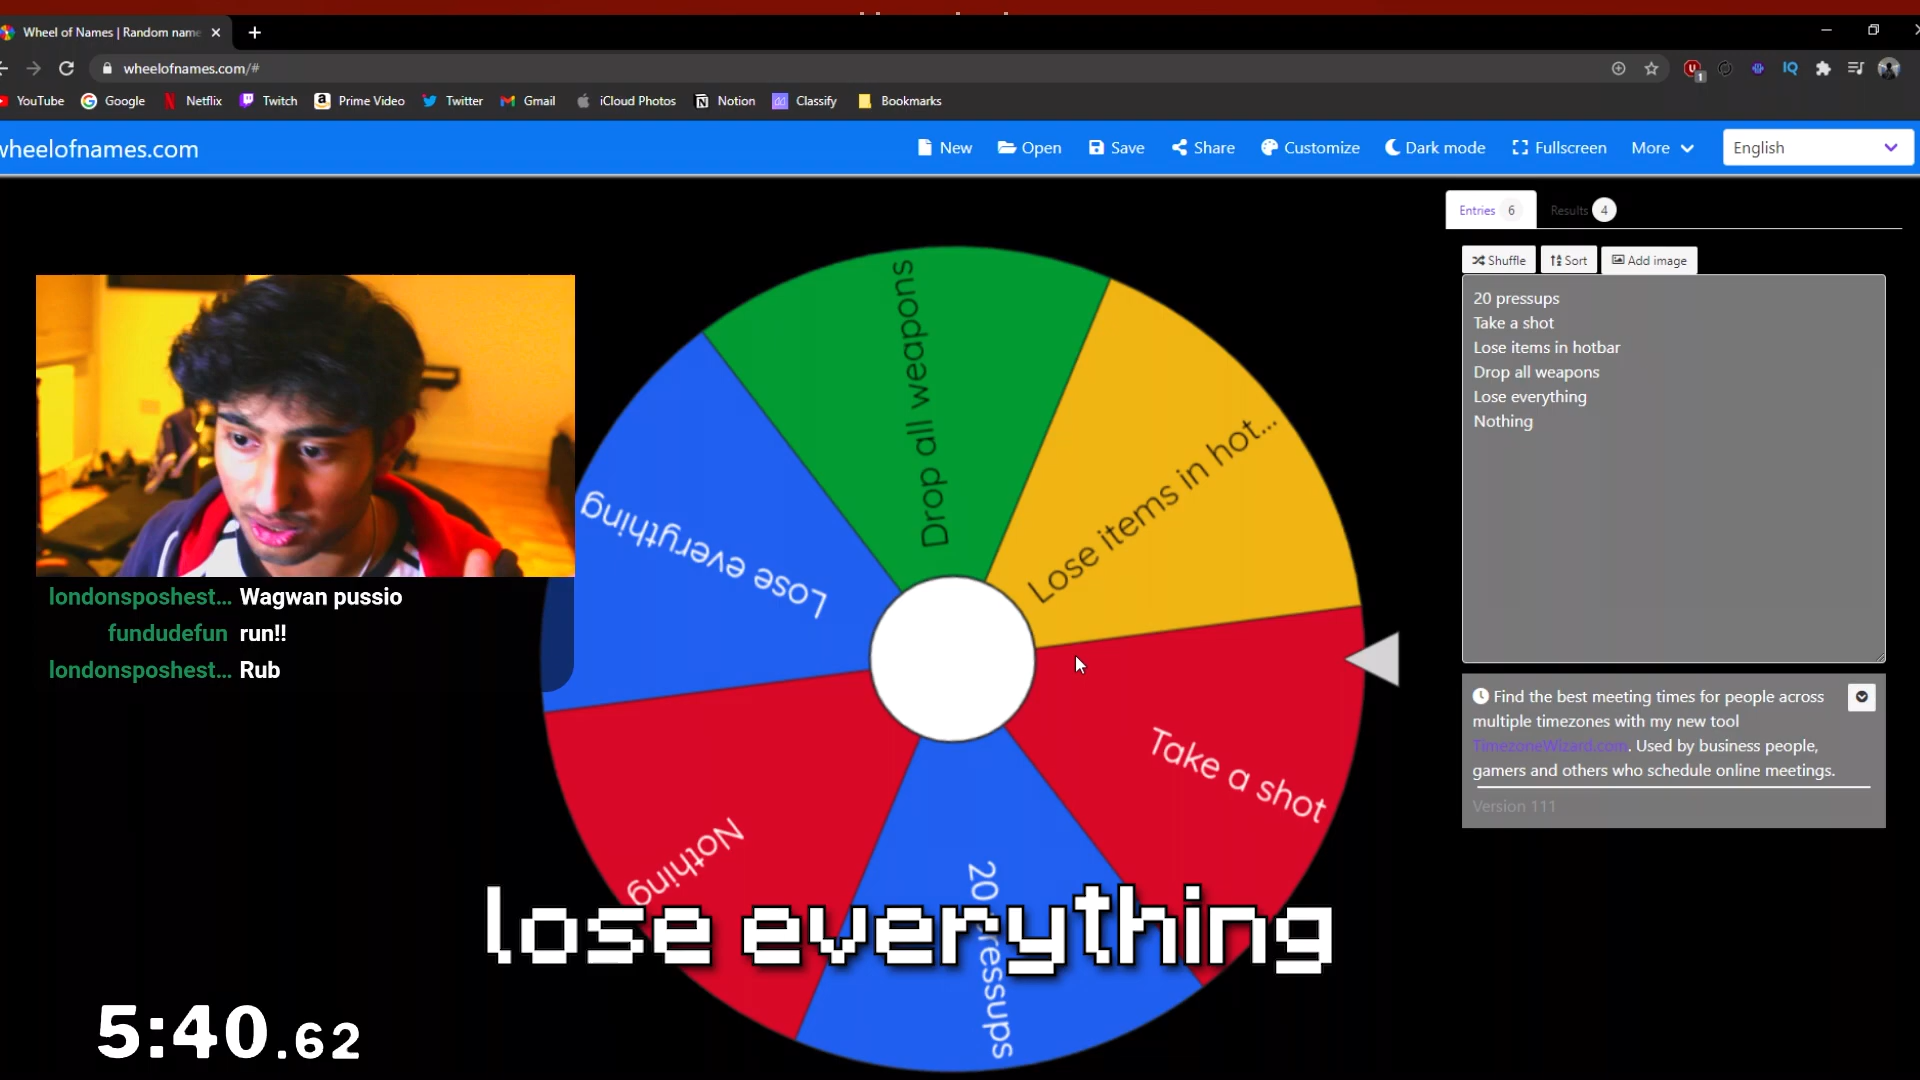 Wheel of Names | Random name
wheelofnames.com/#
YouTube Google Netflix Twitch Prime Video Twitter Gmail iCloud Photos Notion Classify Bookmarks
wheelofnames.com New Open Save Share Customize Dark mode Fullscreen More English
Entries 6 Results 4
Shuffle Sort Add image
20 pressups
Take a shot
Lose items in hotbar
Drop all weapons
Lose everything
Nothing
Drop all weapons
Lose items in hot...
Lose everything
Take a shot
Nothing
20 pressups
londonsposhest... Wagwan pussio
fundudefun run!!
londonsposhest... Rub
Find the best meeting times for people across
multiple timezones with my new tool
TimezoneWizard.com. Used by business people,
gamers and others who schedule online meetings.
Version 111
lose everything
5:40.62